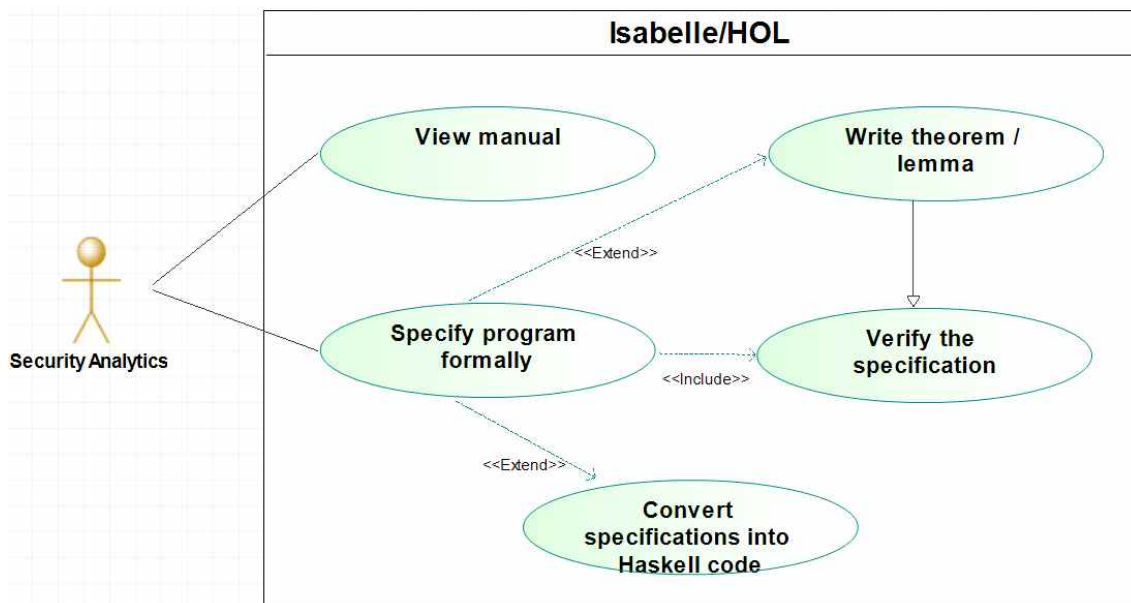 Isabelle/HOL
View manual
Write theorem /
lemma
<<Extend>>
Security Analytics
Specify program
formally
Verify the
specification
<<Include>>
<<Extend>>
Convert
specifications into
Haskell code